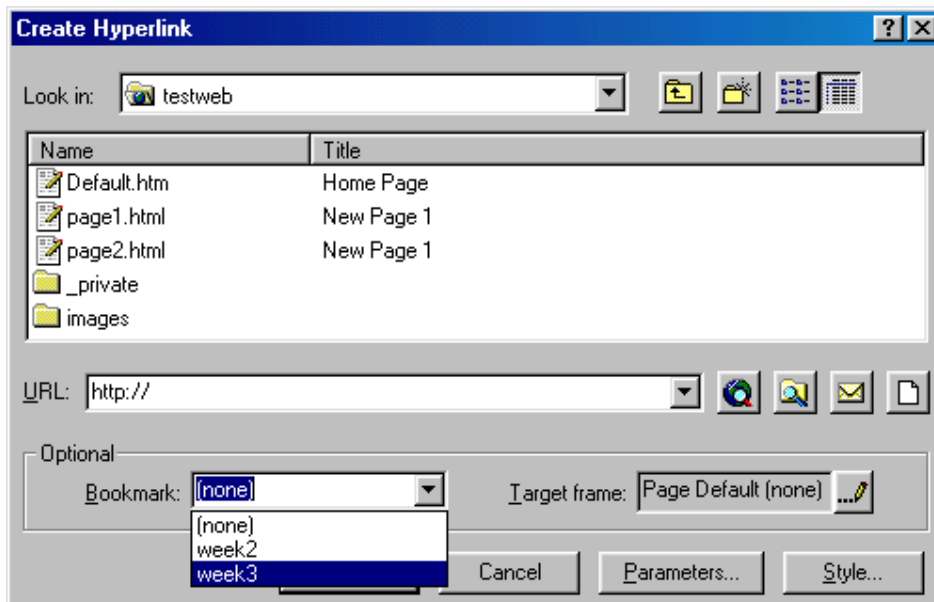 Create Hyperlink
Look in: testweb
Name Title
Default.htm Home Page
page1.html New Page 1
page2.html New Page 1
_private
images
URL: http://
Optional
Bookmark: (none) Target frame: Page Default (none)
(none)
week2
week3
Cancel Parameters... Style...